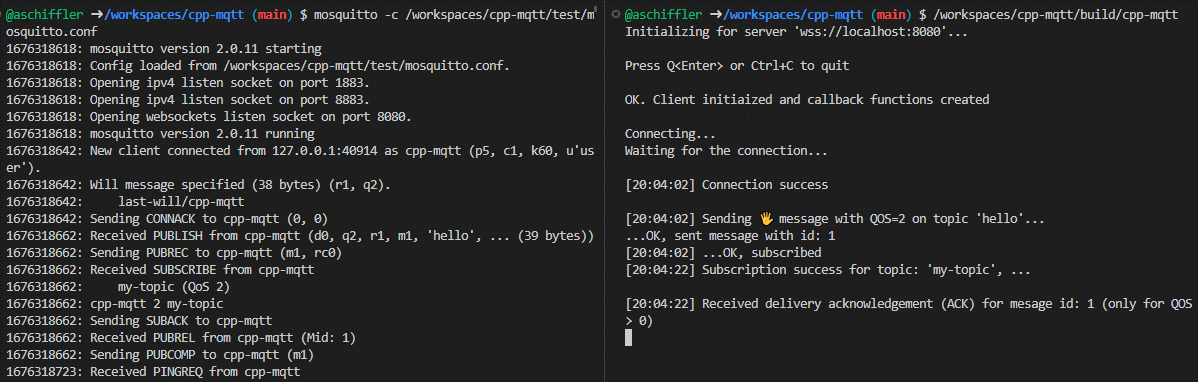 @aschiffler ➜/workspaces/cpp-mqtt (main) $ mosquitto -c /workspaces/cpp-mqtt/test/m
osquitto.conf
1676318618: mosquitto version 2.0.11 starting
1676318618: Config loaded from /workspaces/cpp-mqtt/test/mosquitto.conf.
1676318618: Opening ipv4 listen socket on port 1883.
1676318618: Opening ipv4 listen socket on port 8883.
1676318618: Opening websockets listen socket on port 8080.
1676318618: mosquitto version 2.0.11 running
1676318642: New client connected from 127.0.0.1:40914 as cpp-mqtt (p5, c1, k60, u'us
er').
1676318642: Will message specified (38 bytes) (r1, q2).
1676318642:     last-will/cpp-mqtt
1676318642: Sending CONNACK to cpp-mqtt (0, 0)
1676318662: Received PUBLISH from cpp-mqtt (d0, q2, r1, m1, 'hello', ... (39 bytes))
1676318662: Sending PUBREC to cpp-mqtt (m1, rc0)
1676318662: Received SUBSCRIBE from cpp-mqtt
1676318662:     my-topic (QoS 2)
1676318662: cpp-mqtt 2 my-topic
1676318662: Sending SUBACK to cpp-mqtt
1676318662: Received PUBREL from cpp-mqtt (Mid: 1)
1676318662: Sending PUBCOMP to cpp-mqtt (m1)
1676318723: Received PINGREQ from cpp-mqtt
@aschiffler ➜/workspaces/cpp-mqtt (main) $ /workspaces/cpp-mqtt/build/cpp-mqtt
Initializing for server 'wss://localhost:8080'...
Press Q<Enter> or Ctrl+C to quit
OK. Client initiaized and callback functions created
Connecting...
Waiting for the connection...
[20:04:02] Connection success
[20:04:02] Sending 👋 message with QOS=2 on topic 'hello'...
...OK, sent message with id: 1
[20:04:02] ...OK, subscribed
[20:04:22] Subscription success for topic: 'my-topic', ...
[20:04:22] Received delivery acknowledgement (ACK) for mesage id: 1 (only for QOS
> 0)